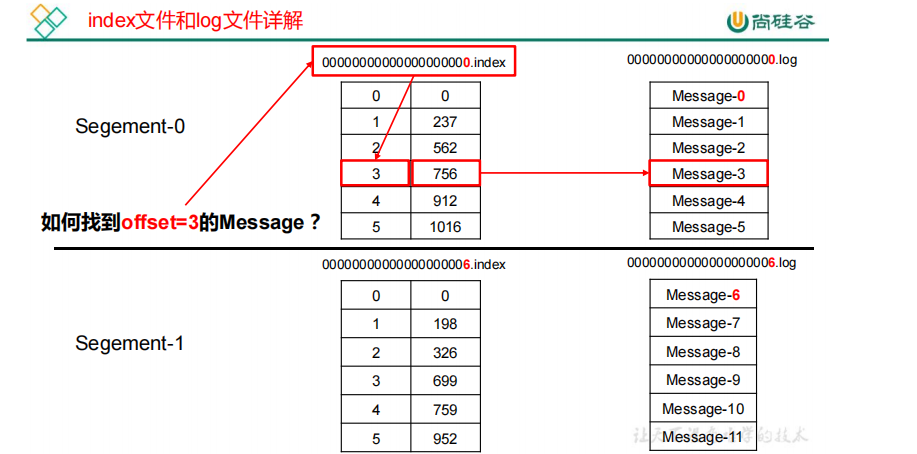 index文件和log文件详解
尚硅谷
00000000000000000000.index
00000000000000000000.log
Segement-0
0 0
1 237
2 562
3 756
4 912
5 1016
Message-0
Message-1
Message-2
Message-3
Message-4
Message-5
如何找到offset=3的Message？
00000000000000000006.index
00000000000000000006.log
Segement-1
0 0
1 198
2 326
3 699
4 759
5 952
Message-6
Message-7
Message-8
Message-9
Message-10
Message-11
让天下没有难学的技术